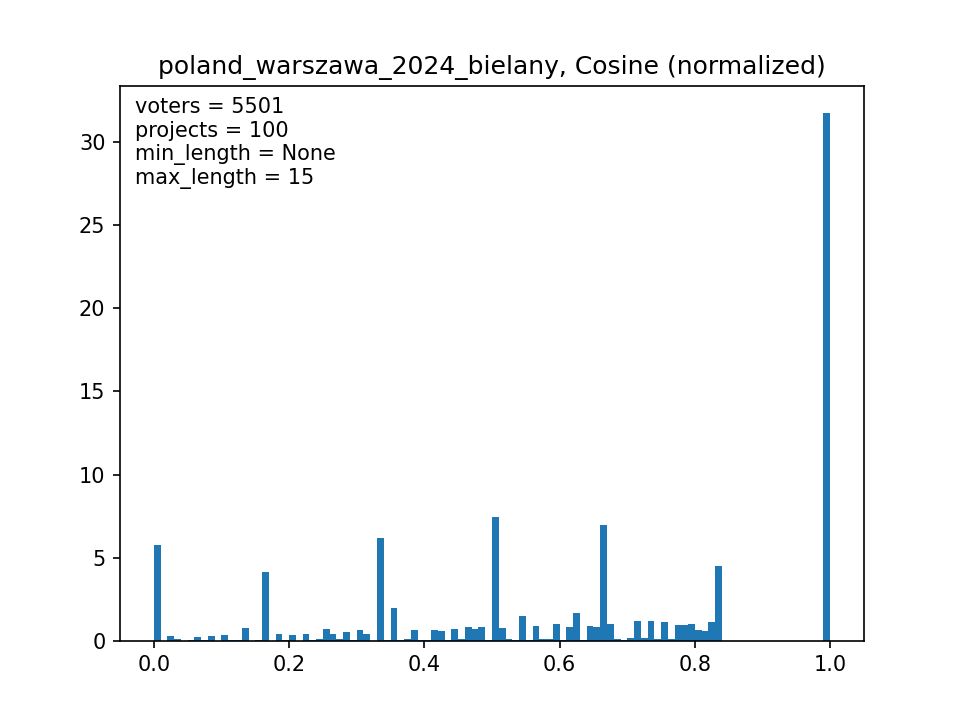 poland_warszawa_2024_bielany, Cosine (normalized)
voters = 5501
projects = 100
min_length = None
max_length = 15
30
25
20
15
10
5
0
0.0 0.2 0.4 0.6 0.8 1.0